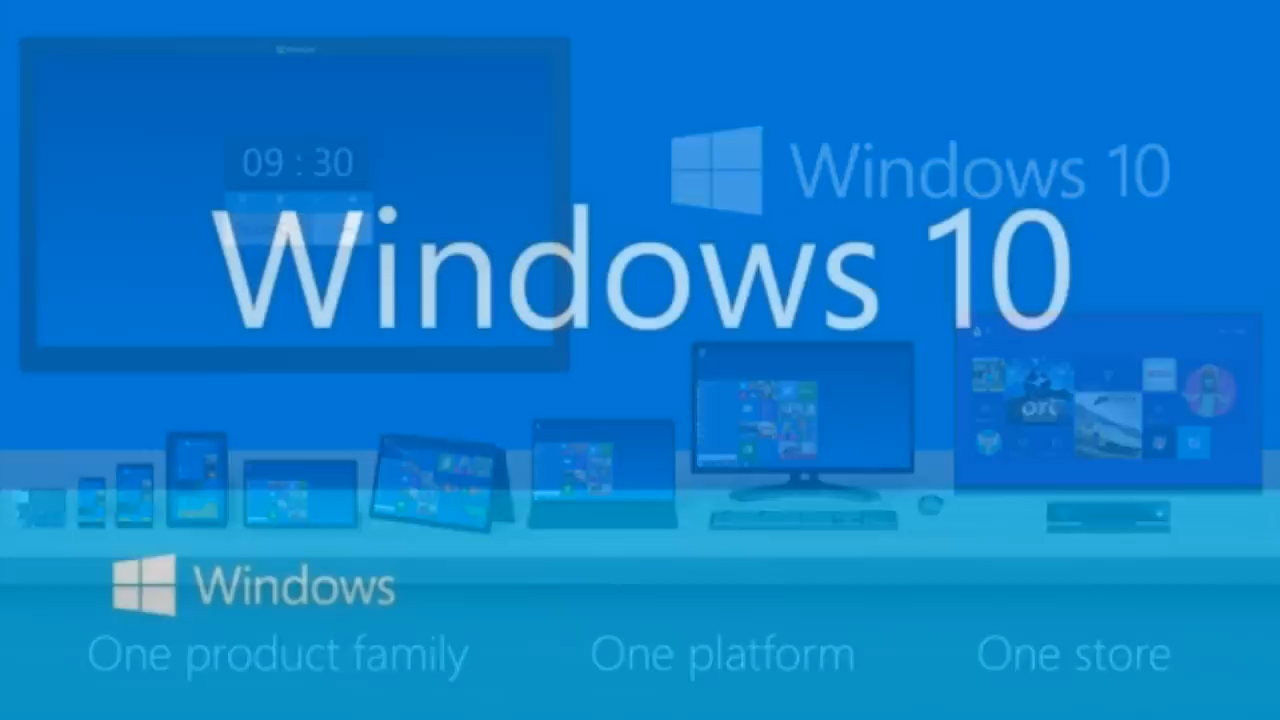 09 : 30
Windows 10
Windows 10
Windows
One product family
One platform
One store